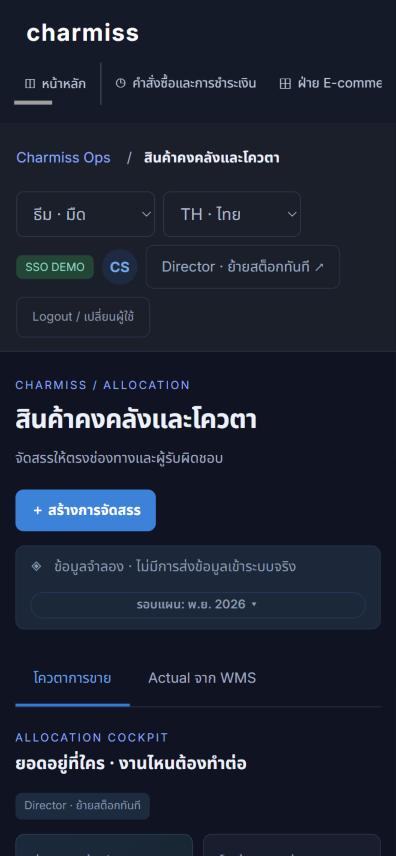 charmiss
หน้าหลัก
คำสั่งซื้อและการชำระเงิน
ฝ่าย E-comme
Charmiss Ops / สินค้าคงคลังและโควตา
ธีม · มืด
TH · ไทย
SSO DEMO
CS
Director · ย้ายสต็อกทันที ↗
Logout / เปลี่ยนผู้ใช้
CHARMISS / ALLOCATION
สินค้าคงคลังและโควตา
จัดสรรให้ตรงช่องทางและผู้รับผิดชอบ
+ สร้างการจัดสรร
◈ ข้อมูลจำลอง · ไม่มีการส่งข้อมูลเข้าระบบจริง
รอบแผน: พ.ย. 2026 ▾
โควตาการขาย
Actual จาก WMS
ALLOCATION COCKPIT
ยอดอยู่ที่ใคร · งานไหนต้องทำต่อ
Director · ย้ายสต็อกทันที